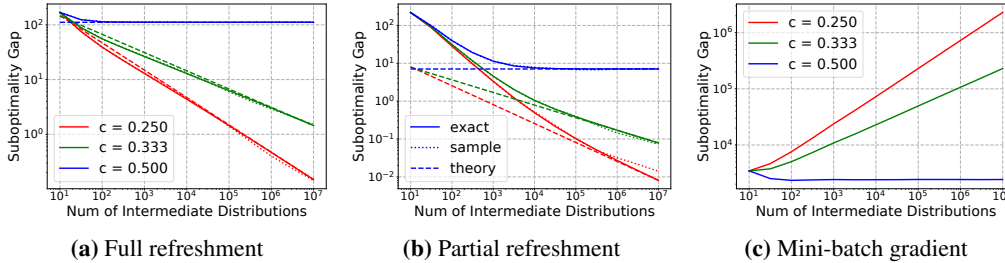 Suboptimality Gap
10²
10¹
10⁰
c = 0.250
c = 0.333
c = 0.500
10¹ 10² 10³ 10⁴ 10⁵ 10⁶ 10⁷
Num of Intermediate Distributions
(a) Full refreshment
Suboptimality Gap
10²
10¹
10⁰
10⁻¹
10⁻²
exact
sample
theory
10¹ 10² 10³ 10⁴ 10⁵ 10⁶ 10⁷
Num of Intermediate Distributions
(b) Partial refreshment
Suboptimality Gap
10⁶
10⁵
10⁴
c = 0.250
c = 0.333
c = 0.500
10¹ 10² 10³ 10⁴ 10⁵ 10⁶ 10⁷
Num of Intermediate Distributions
(c) Mini-batch gradient